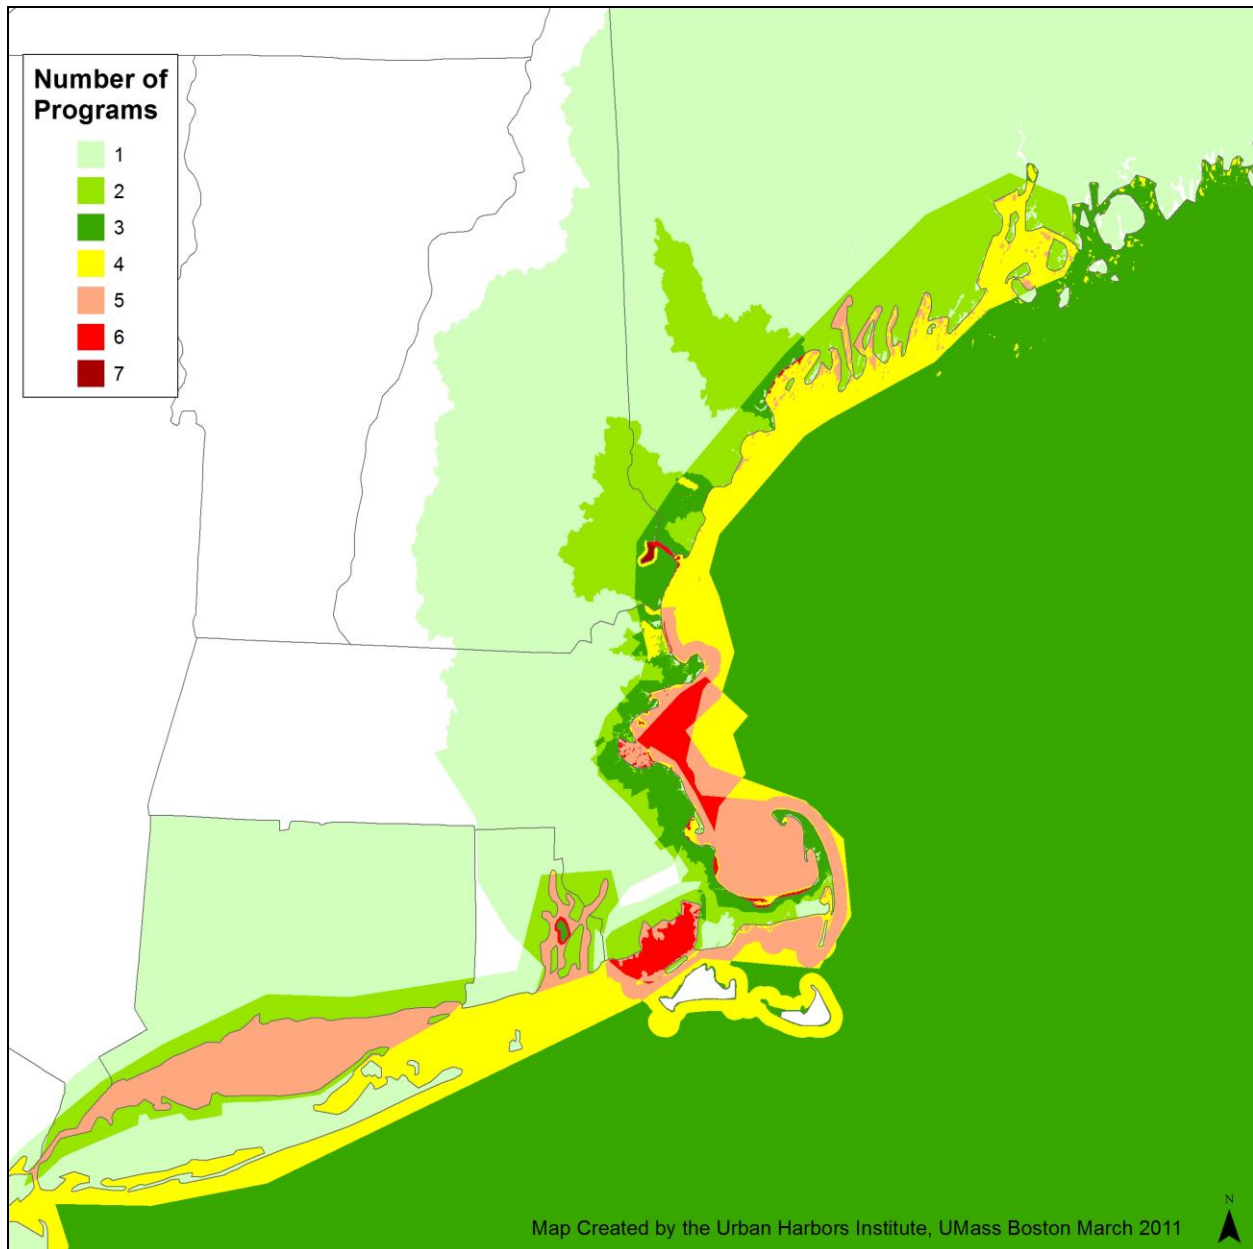 Number of
Programs
1
2
3
4
5
6
7
Map Created by the Urban Harbors Institute, UMass Boston March 2011
N